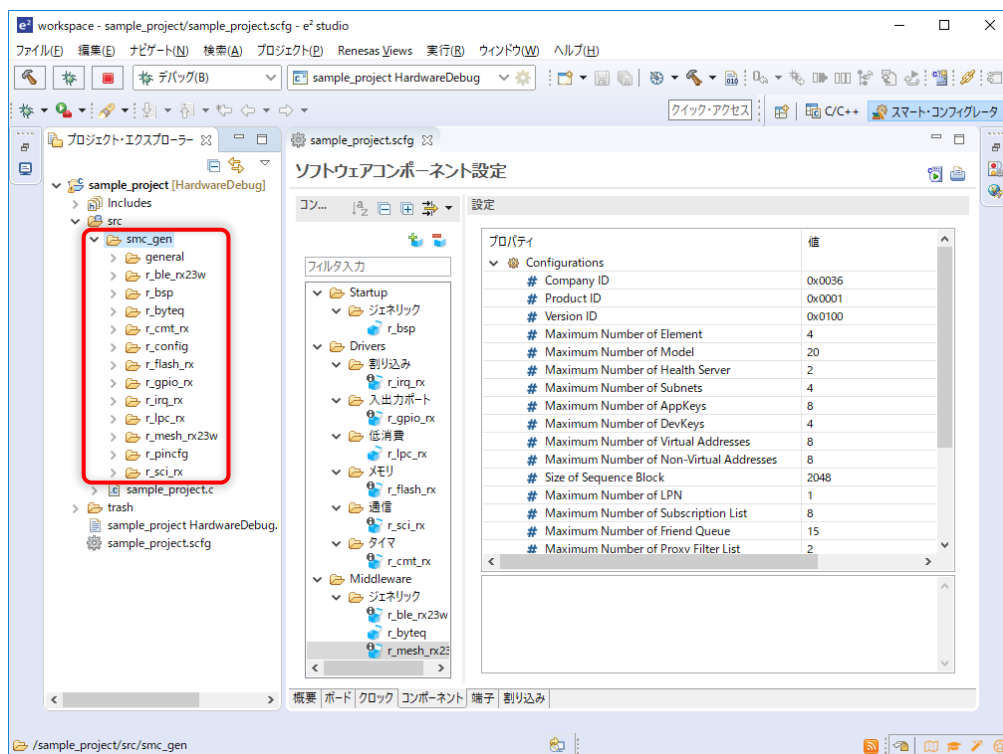 workspace - sample_project/sample_project.scfg - e² studio
ファイル(F) 編集(E) ナビゲート(N) 検索(A) プロジェクト(P) Renesas Views 実行(R) ウィンドウ(W) ヘルプ(H)
デバッグ(B) sample_project HardwareDebug
クイック・アクセス C/C++ スマート・コンフィグレータ
プロジェクト・エクスプローラー
sample_project [HardwareDebug]
Includes
src
smc_gen
general
r_ble_rx23w
r_bsp
r_byteq
r_cmt_rx
r_config
r_flash_rx
r_gpio_rx
r_irq_rx
r_lpc_rx
r_mesh_rx23w
r_pincfg
r_sci_rx
sample_project.c
trash
sample_project HardwareDebug.
sample_project.scfg
sample_project.scfg
ソフトウェアコンポーネント設定
コン...
フィルタ入力
Startup
ジェネリック
r_bsp
Drivers
割り込み
r_irq_rx
入出力ポート
r_gpio_rx
低消費
r_lpc_rx
メモリ
r_flash_rx
通信
r_sci_rx
タイマ
r_cmt_rx
Middleware
ジェネリック
r_ble_rx23w
r_byteq
r_mesh_rx23
設定
プロパティ 値
Configurations
# Company ID 0x0036
# Product ID 0x0001
# Version ID 0x0100
# Maximum Number of Element 4
# Maximum Number of Model 20
# Maximum Number of Health Server 2
# Maximum Number of Subnets 4
# Maximum Number of AppKeys 8
# Maximum Number of DevKeys 4
# Maximum Number of Virtual Addresses 8
# Maximum Number of Non-Virtual Addresses 8
# Size of Sequence Block 2048
# Maximum Number of LPN 1
# Maximum Number of Subscription List 8
# Maximum Number of Friend Queue 15
# Maximum Number of Proxy Filter List 2
概要 ボード クロック コンポーネント 端子 割り込み
/sample_project/src/smc_gen